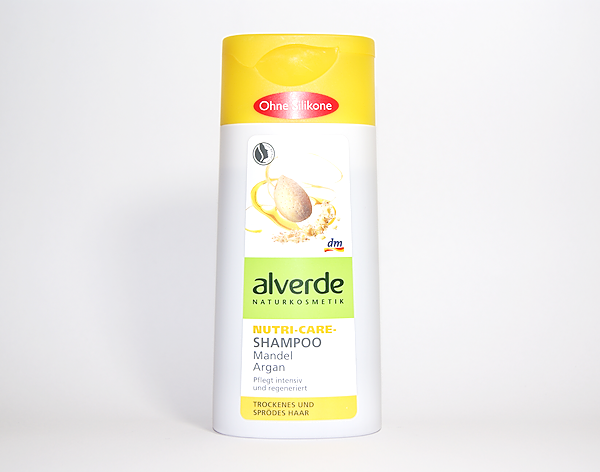 Ohne Silikone
dm
alverde
NATURKOSMETIK
NUTRI-CARE-
SHAMPOO
Mandel
Argan
Pflegt intensiv
und regeneriert
TROCKENES UND
SPRÖDES HAAR